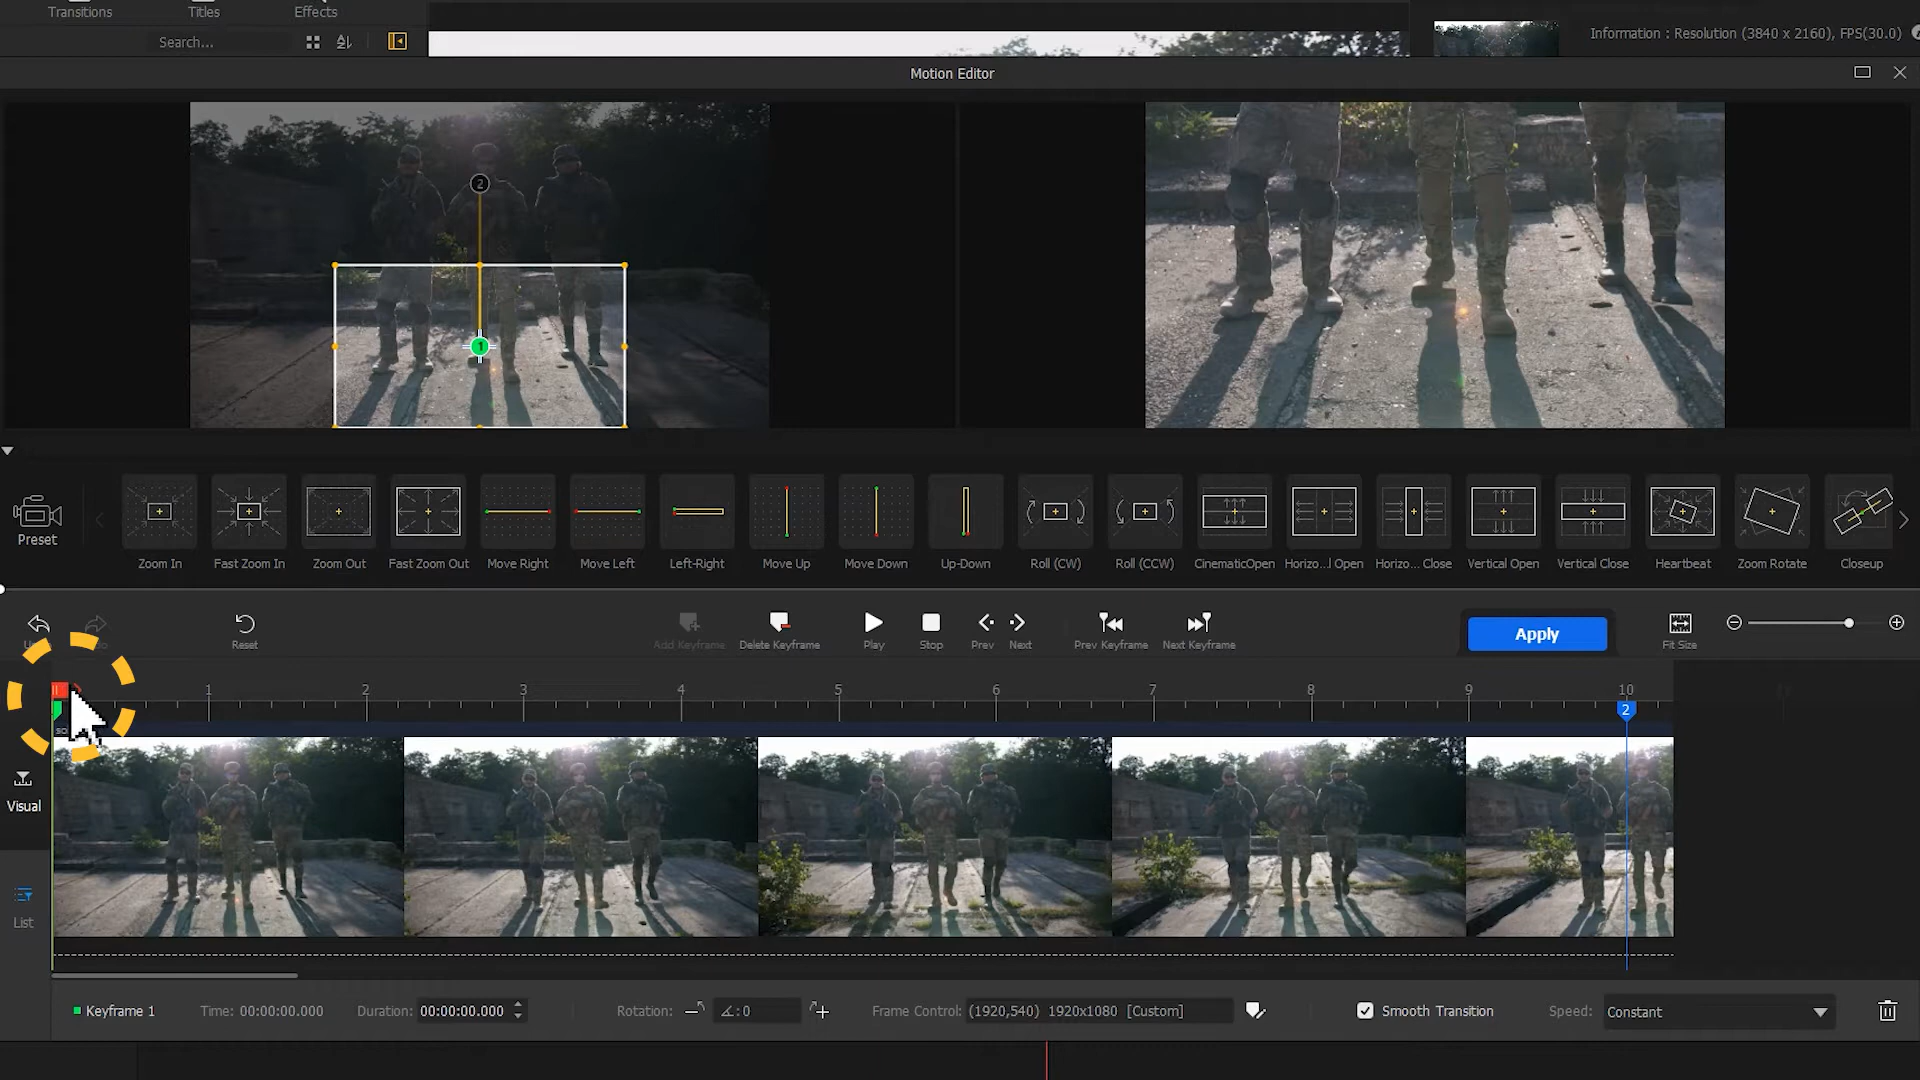 Transitions Titles Effects
Search...
Information : Resolution (3840 x 2160), FPS(30.0)
Motion Editor
2
1
Preset
Zoom In Fast Zoom In Zoom Out Fast Zoom Out Move Right Move Left Left-Right Move Up Move Down Up-Down Roll (CW) Roll (CCW) CinematicOpen Horizo...l Open Horizo... Close Vertical Open Vertical Close Heartbeat Zoom Rotate Closeup
Reset Add Keyframe Delete Keyframe Play Stop Prev Next Prev Keyframe Next Keyframe Apply Fit Size
1 2 3 4 5 6 7 8 9 10
2
Visual
List
Keyframe 1 Time: 00:00:00.000 Duration: 00:00:00.000 Rotation: ∡:0 Frame Control: (1920,540) 1920x1080 [Custom] Smooth Transition Speed: Constant